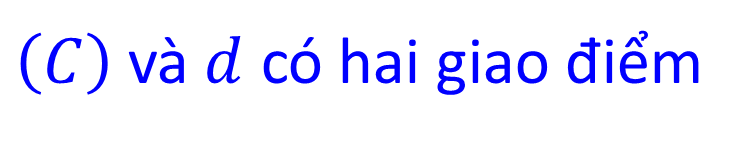 (C) và d có hai giao điểm